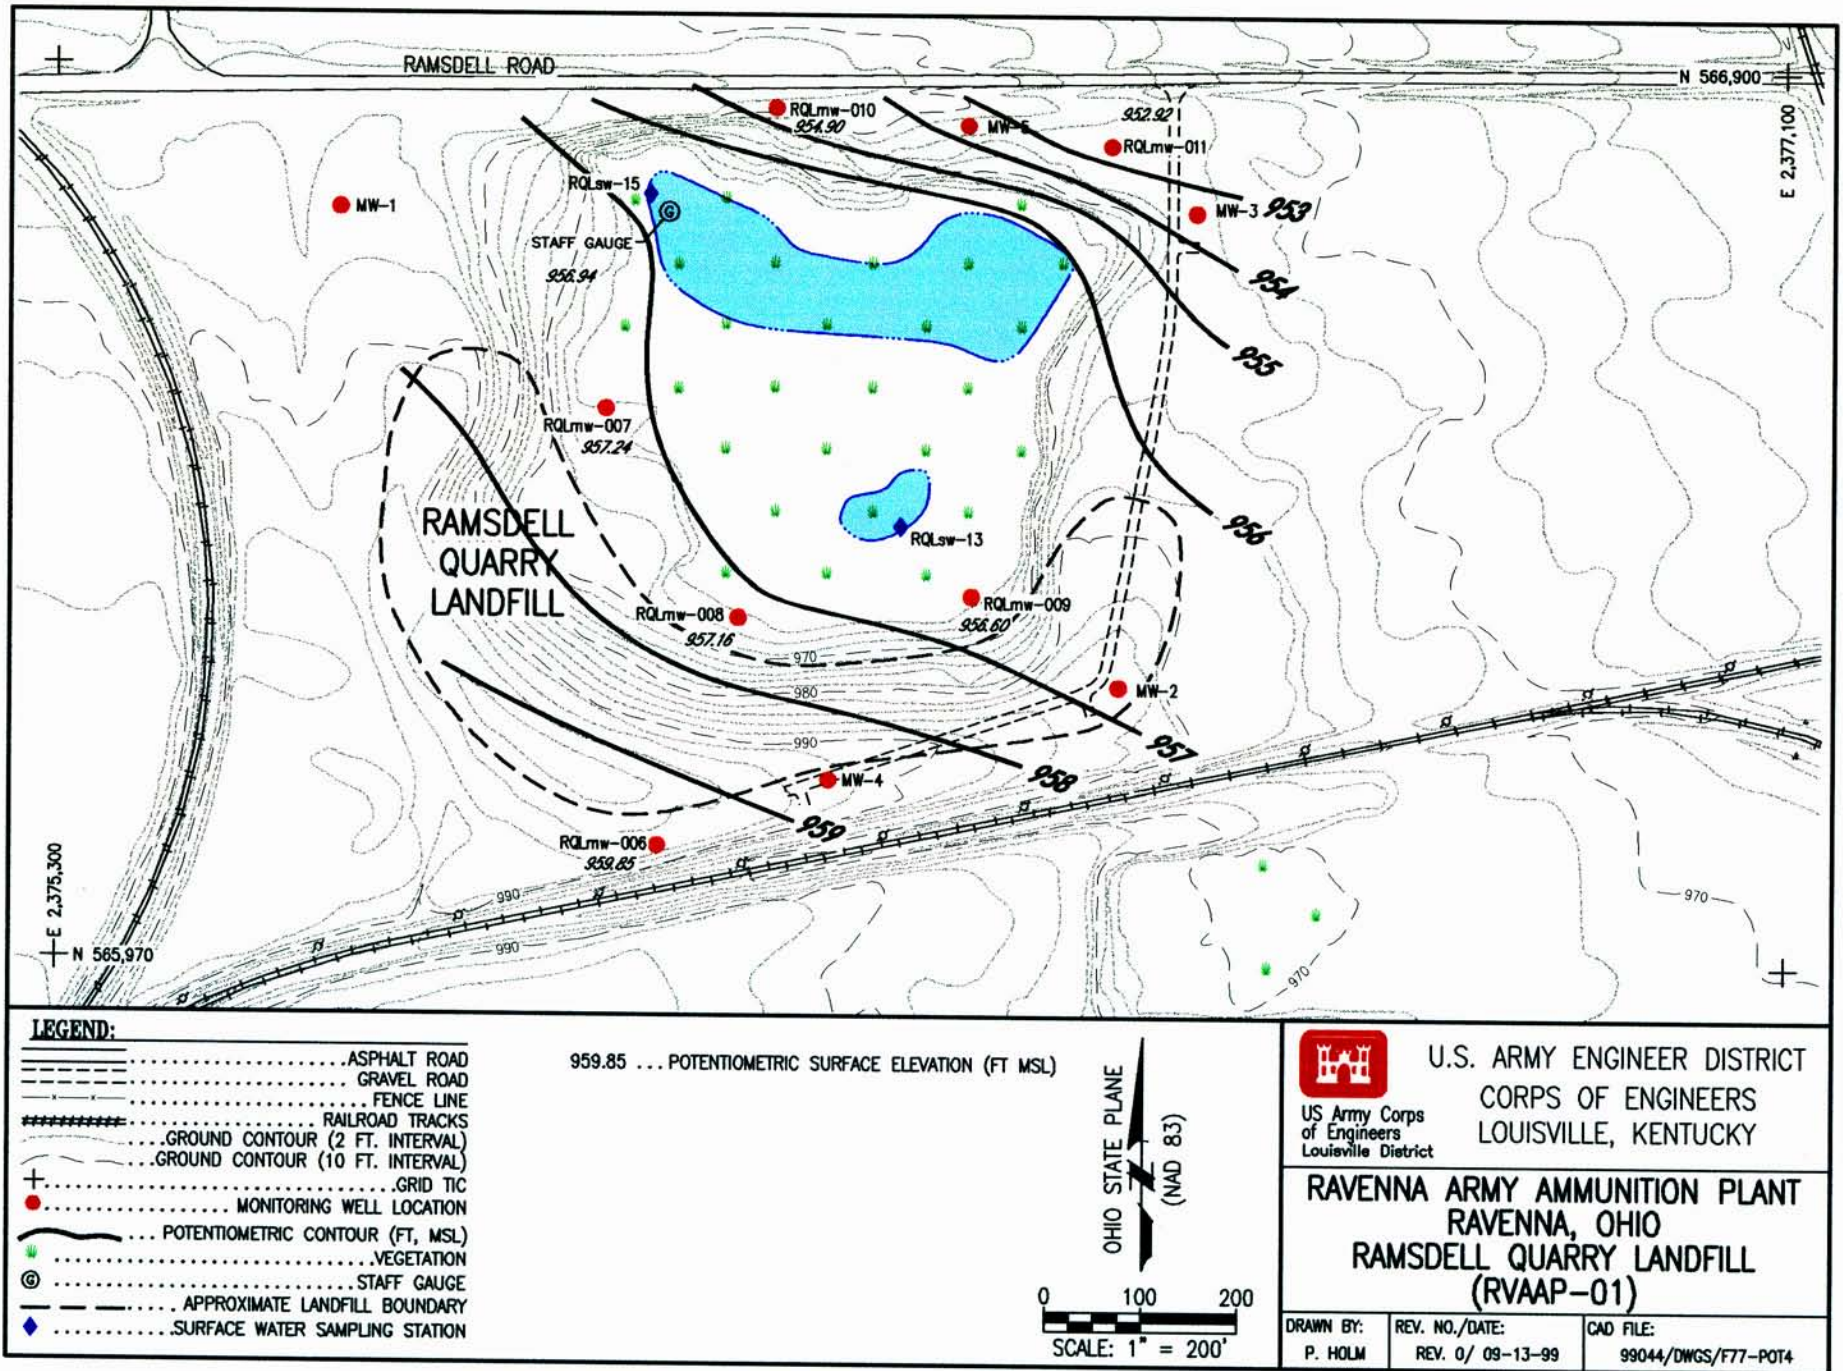 RAMSDELL ROAD
N 566,900
E 2,377,100
RQLmw-010
954.90
MW-5
952.92
RQLmw-011
RQLsw-15
G
MW-1
MW-3
953
STAFF GAUGE
956.94
954
955
RQLmw-007
957.24
RAMSDELL
QUARRY
LANDFILL
956
RQLsw-13
RQLmw-008
957.16
RQLmw-009
956.60
970
980
990
MW-2
957
958
MW-4
959
RQLmw-006
959.85
990
990
970
970
E 2,375,300
N 565,970
LEGEND:
ASPHALT ROAD
GRAVEL ROAD
FENCE LINE
RAILROAD TRACKS
GROUND CONTOUR (2 FT. INTERVAL)
GROUND CONTOUR (10 FT. INTERVAL)
GRID TIC
MONITORING WELL LOCATION
POTENTIOMETRIC CONTOUR (FT, MSL)
VEGETATION
G STAFF GAUGE
APPROXIMATE LANDFILL BOUNDARY
SURFACE WATER SAMPLING STATION
959.85 ... POTENTIOMETRIC SURFACE ELEVATION (FT MSL)
OHIO STATE PLANE
(NAD 83)
N
0 100 200
SCALE: 1" = 200'
US Army Corps
of Engineers
Louisville District
U.S. ARMY ENGINEER DISTRICT
CORPS OF ENGINEERS
LOUISVILLE, KENTUCKY
RAVENNA ARMY AMMUNITION PLANT
RAVENNA, OHIO
RAMSDELL QUARRY LANDFILL
(RVAAP-01)
DRAWN BY:
P. HOLM
REV. NO./DATE:
REV. 0/ 09-13-99
CAD FILE:
99044/DWGS/F77-POT4